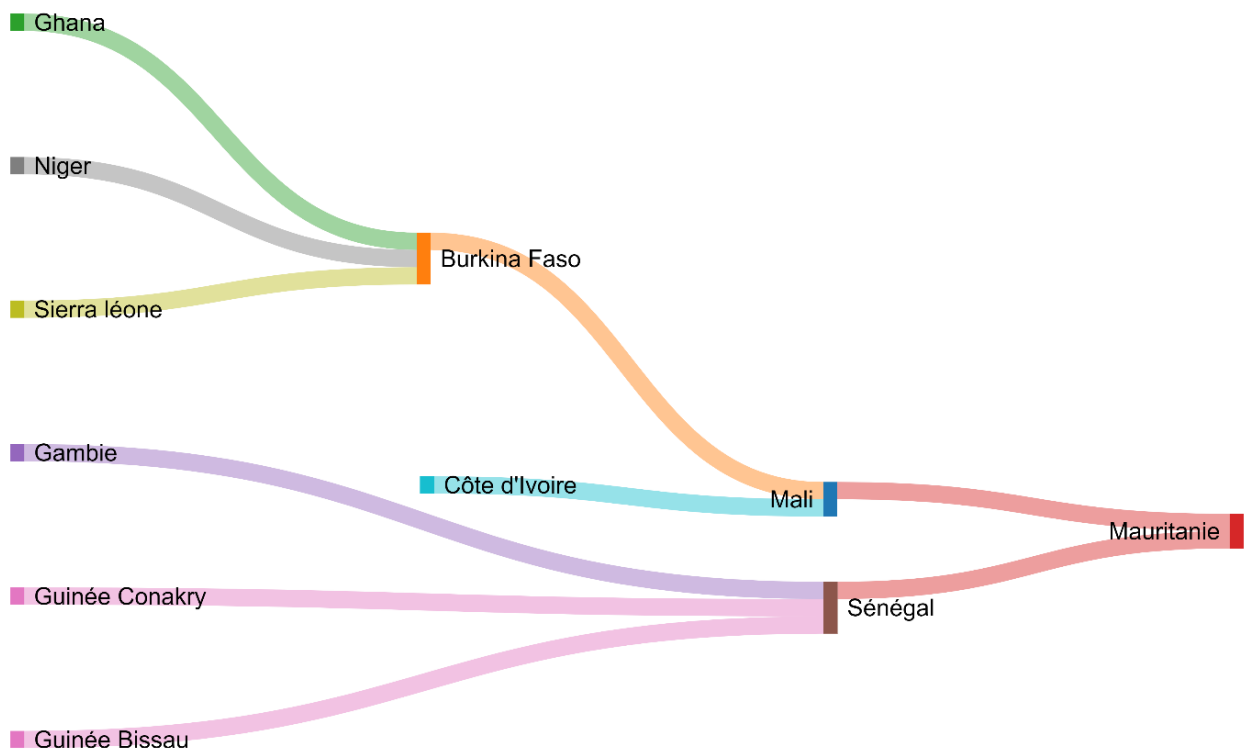 Ghana
Niger
Burkina Faso
Sierra léone
Gambie
Côte d'Ivoire
Mali
Mauritanie
Guinée Conakry
Sénégal
Guinée Bissau